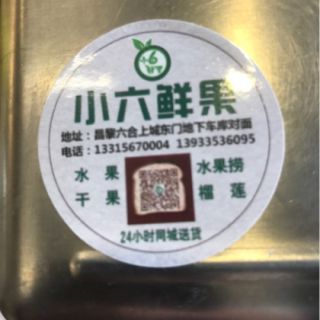 小六鲜果
地址：昌黎六合上城东门地下车库对面
电话：13315670004 13933536095
水果 水果捞
干果 榴莲
24小时同城送货